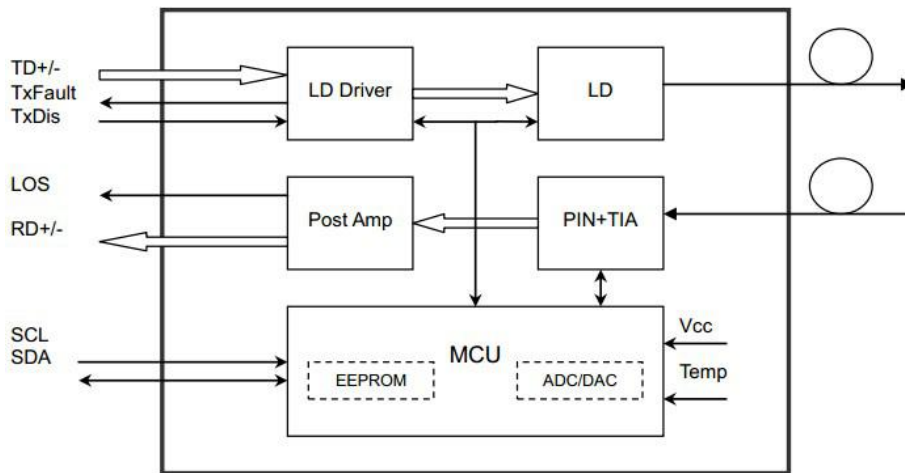 TD+/-
TxFault
TxDis
LD Driver
LD
LOS
RD+/-
Post Amp
PIN+TIA
SCL
SDA
MCU
EEPROM
ADC/DAC
Vcc
Temp